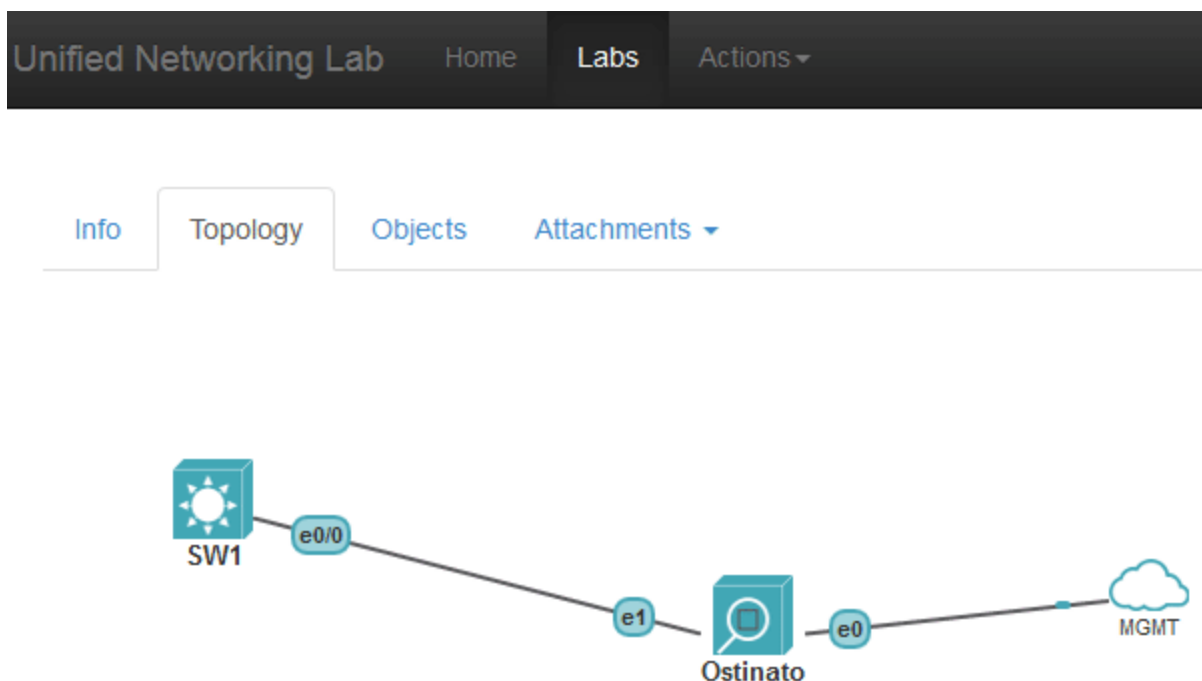 Unified Networking Lab Home Labs Actions
Info Topology Objects Attachments
e0/0
SW1
e1
e0
MGMT
Ostinato